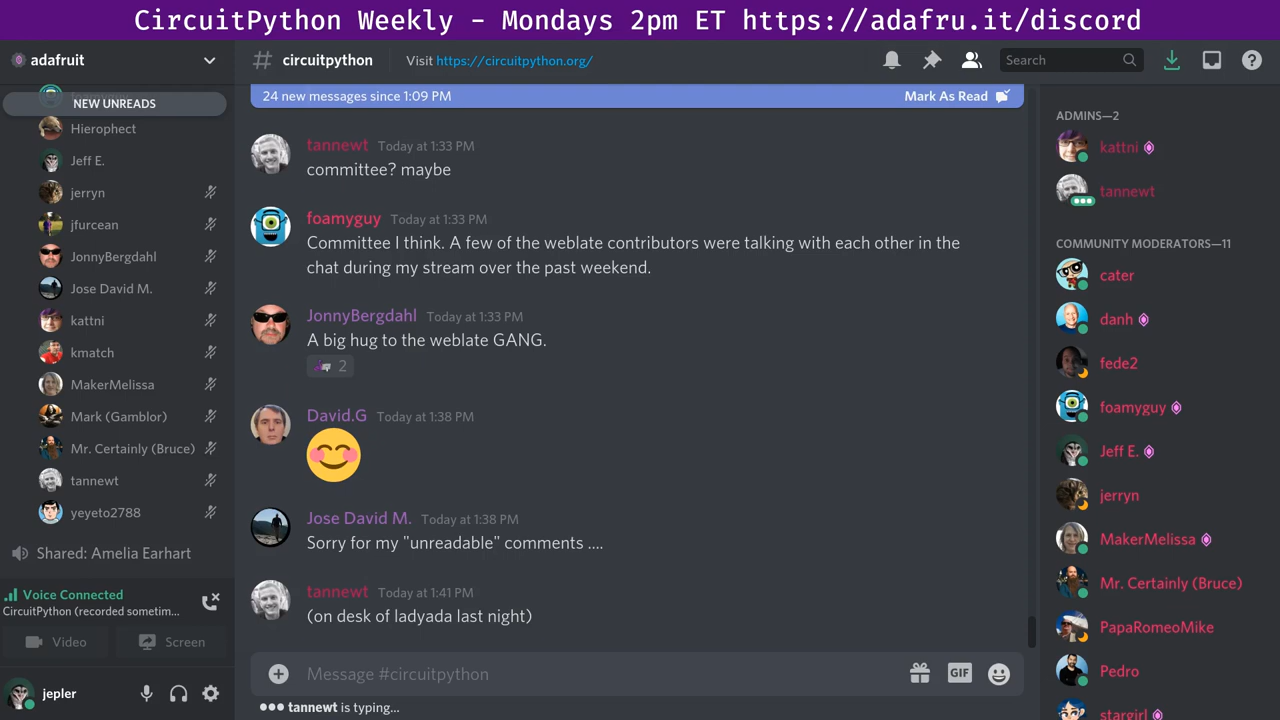 CircuitPython Weekly - Mondays 2pm ET https://adafru.it/discord
adafruit
NEW UNREADS
Hierophect
Jeff E.
jerryn
jfurcean
JonnyBergdahl
Jose David M.
kattni
kmatch
MakerMelissa
Mark (Gamblor)
Mr. Certainly (Bruce)
tannewt
yeyeto2788
Shared: Amelia Earhart
Voice Connected
CircuitPython (recorded sometim...
Video
Screen
jepler
# circuitpython
Visit https://circuitpython.org/
Search
24 new messages since 1:09 PM
Mark As Read
tannewt Today at 1:33 PM
committee? maybe
foamyguy Today at 1:33 PM
Committee I think. A few of the weblate contributors were talking with each other in the
chat during my stream over the past weekend.
JonnyBergdahl Today at 1:33 PM
A big hug to the weblate GANG.
2
David.G Today at 1:38 PM
Jose David M. Today at 1:38 PM
Sorry for my "unreadable" comments ....
tannewt Today at 1:41 PM
(on desk of ladyada last night)
Message #circuitpython
GIF
tannewt is typing...
ADMINS—2
kattni
tannewt
COMMUNITY MODERATORS—11
cater
danh
fede2
foamyguy
Jeff E.
jerryn
MakerMelissa
Mr. Certainly (Bruce)
PapaRomeoMike
Pedro
stargirl